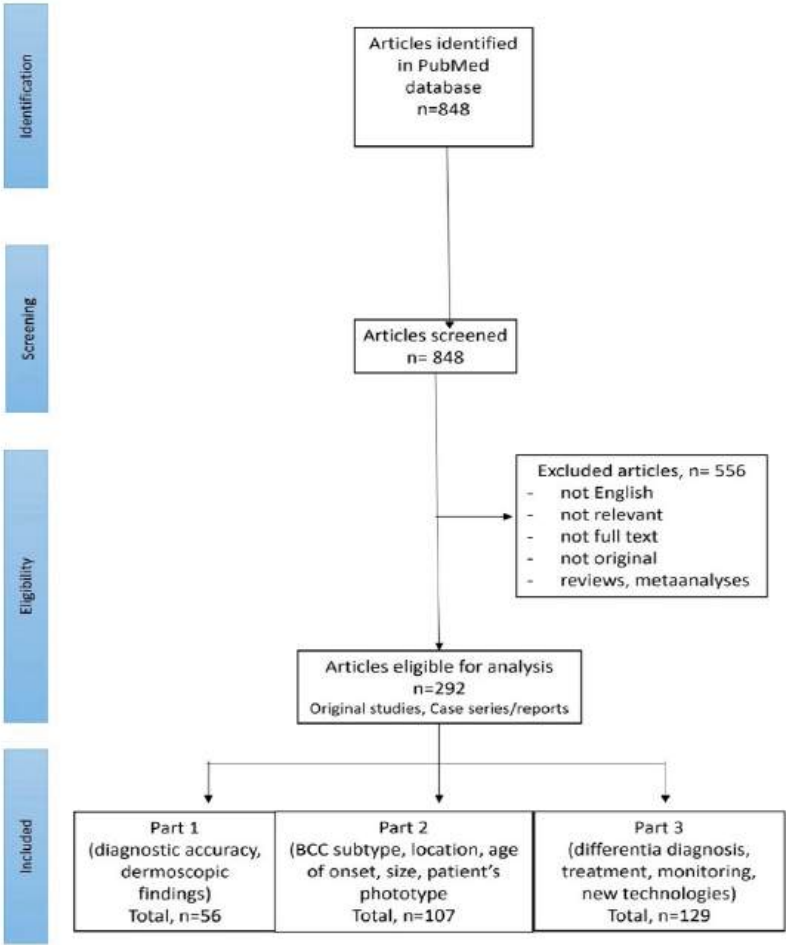 Identification
Articles identified
in PubMed
database
n=848
Screening
Articles screened
n= 848
Eligibility
Excluded articles, n= 556
- not English
- not relevant
- not full text
- not original
- reviews, metaanalyses
Articles eligible for analysis
n=292
Original studies, Case series/reports
Included
Part 1
(diagnostic accuracy,
dermoscopic
findings)
Total, n=56
Part 2
(BCC subtype, location, age
of onset, size, patient's
phototype
Total, n=107
Part 3
(differentia diagnosis,
treatment, monitoring,
new technologies)
Total, n=129